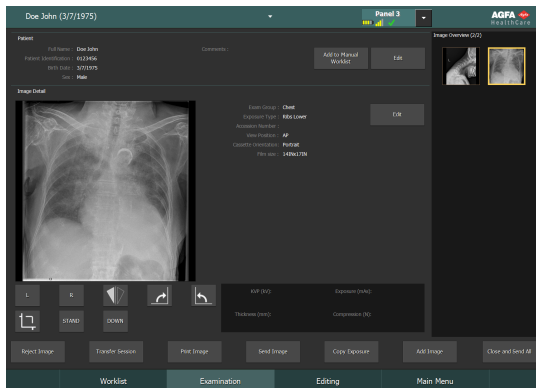 Doe John (3/7/1975)
Panel 3
AGFA
HealthCare
Patient
Full Name : Doe John
Patient Identification : 0123456
Birth Date : 3/7/1975
Sex : Male
Comments :
Add to Manual
Worklist
Edit
Image Overview (2/2)
Image Detail
Exam Group : Chest
Exposure Type : Ribs Lower
Accession Number :
View Position : AP
Cassette Orientation : Portrait
Film size : 14INx17IN
Edit
L
R
STAND
DOWN
KVP (kV):
Exposure (mAs):
Thickness (mm):
Compression (N):
Reject Image
Transfer Session
Print Image
Send Image
Copy Exposure
Add Image
Close and Send All
Worklist
Examination
Editing
Main Menu